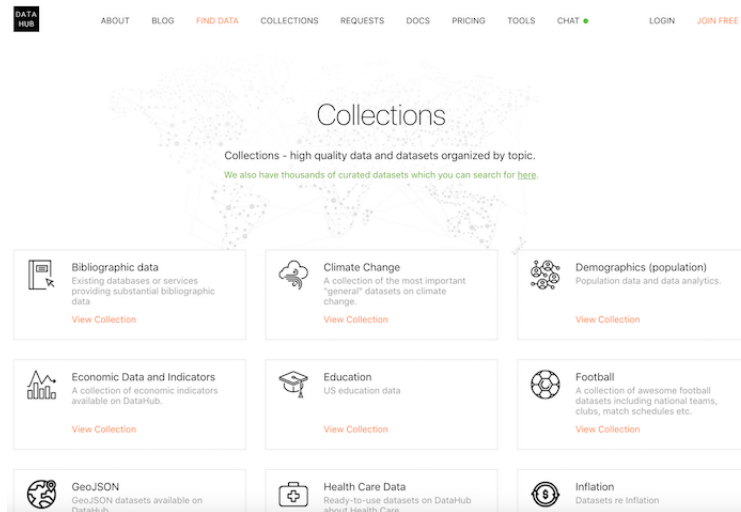 DATA
HUB
ABOUT BLOG FIND DATA COLLECTIONS REQUESTS DOCS PRICING TOOLS CHAT LOGIN JOIN FREE
Collections
Collections - high quality data and datasets organized by topic.
We also have thousands of curated datasets which you can search for here.
Bibliographic data
Existing databases or services
providing substantial bibliographic
data
View Collection
Climate Change
A collection of the most important
"general" datasets on climate
change.
View Collection
Demographics (population)
Population data and data analytics.
View Collection
Economic Data and Indicators
A collection of economic indicators
available on DataHub.
View Collection
Education
US education data
View Collection
Football
A collection of awesome football
datasets including national teams,
clubs, match schedules etc.
View Collection
GeoJSON
GeoJSON datasets available on
DataHub
Health Care Data
Ready-to-use datasets on DataHub
about Health Care
Inflation
Datasets re Inflation